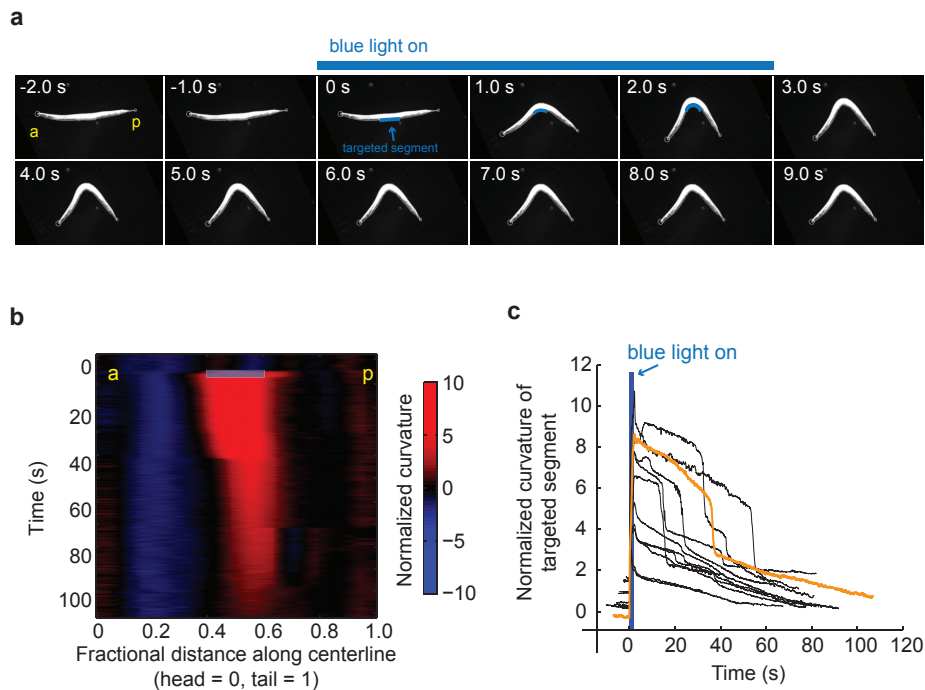 a
blue light on
-2.0 s
-1.0 s
0 s
1.0 s
2.0 s
3.0 s
a
p
targeted segment
4.0 s
5.0 s
6.0 s
7.0 s
8.0 s
9.0 s
b
a
p
0
20
40
60
80
100
Time (s)
0
0.2
0.4
0.6
0.8
1.0
Fractional distance along centerline
(head = 0, tail = 1)
10
5
0
−5
−10
Normalized curvature
c
blue light on
12
10
8
6
4
2
0
Normalized curvature of
targeted segment
0
20
40
60
80
100
120
Time (s)